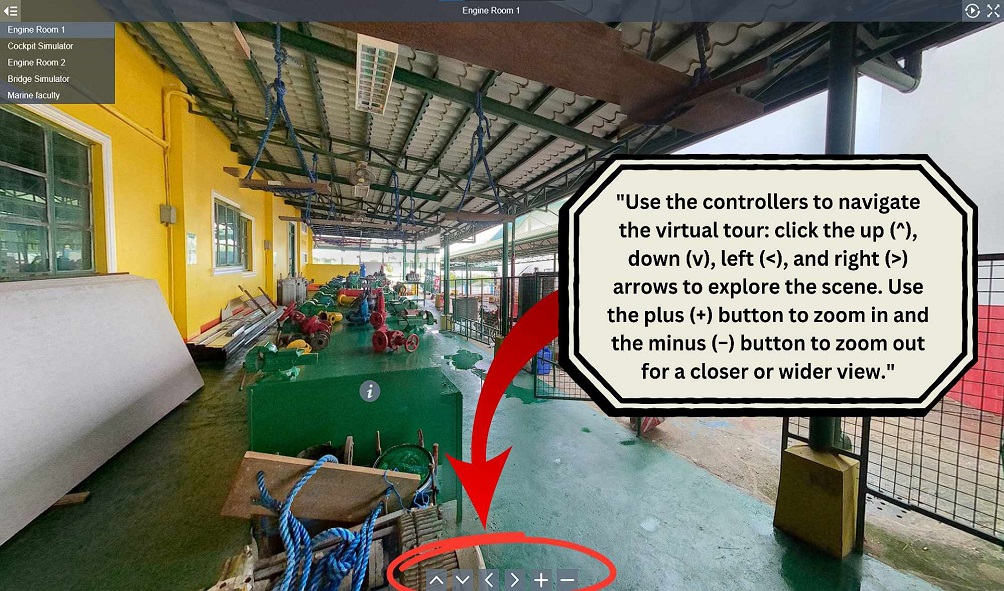 Engine Room 1
Engine Room 1
Cockpit Simulator
Engine Room 2
Bridge Simulator
Marine faculty
"Use the controllers to navigate
the virtual tour: click the up (^),
down (v), left (<), and right (>)
arrows to explore the scene. Use
the plus (+) button to zoom in and
the minus (−) button to zoom out
for a closer or wider view."
i